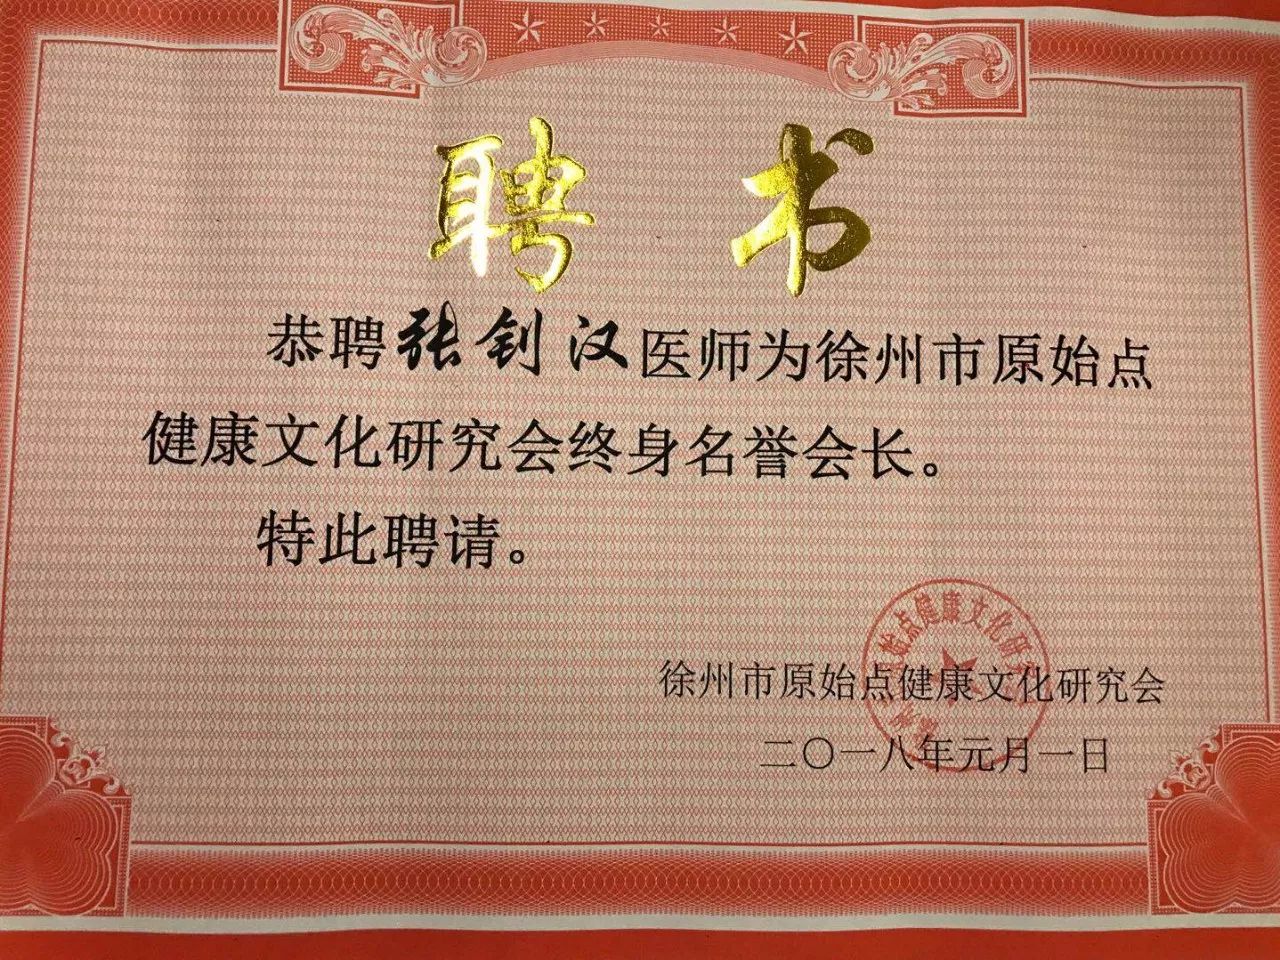 聘书
恭聘张钊汉医师为徐州市原始点
健康文化研究会终身名誉会长。
特此聘请。
徐州市原始点健康文化研究会
二〇一八年元月一日